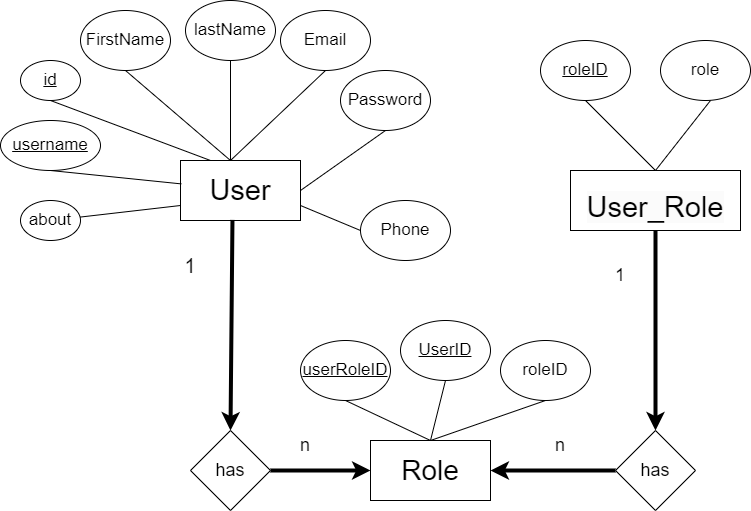 lastName
FirstName
Email
id
roleID
role
Password
username
User
User_Role
about
Phone
1
1
userRoleID
UserID
roleID
n
n
has
Role
has